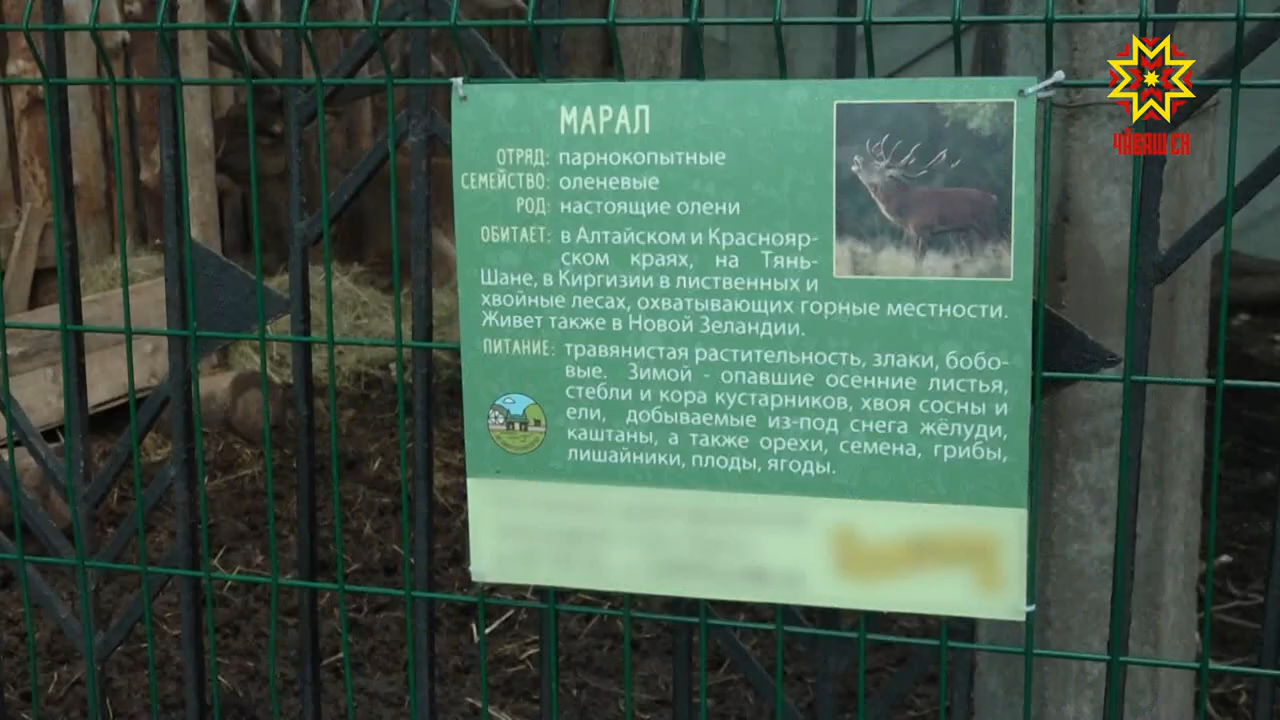 ЧӐВАШ ЕН
МАРАЛ
ОТРЯД: парнокопытные
СЕМЕЙСТВО: оленевые
РОД: настоящие олени
ОБИТАЕТ: в Алтайском и Краснояр-
ском краях, на Тянь-
Шане, в Киргизии в лиственных и
хвойные лесах, охватывающих горные местности.
Живет также в Новой Зеландии.
ПИТАНИЕ: травянистая растительность, злаки, бобо-
вые. Зимой - опавшие осенние листья,
стебли и кора кустарников, хвоя сосны и
ели, добываемые из-под снега жёлуди,
каштаны, а также орехи, семена, грибы,
лишайники, плоды, ягоды.